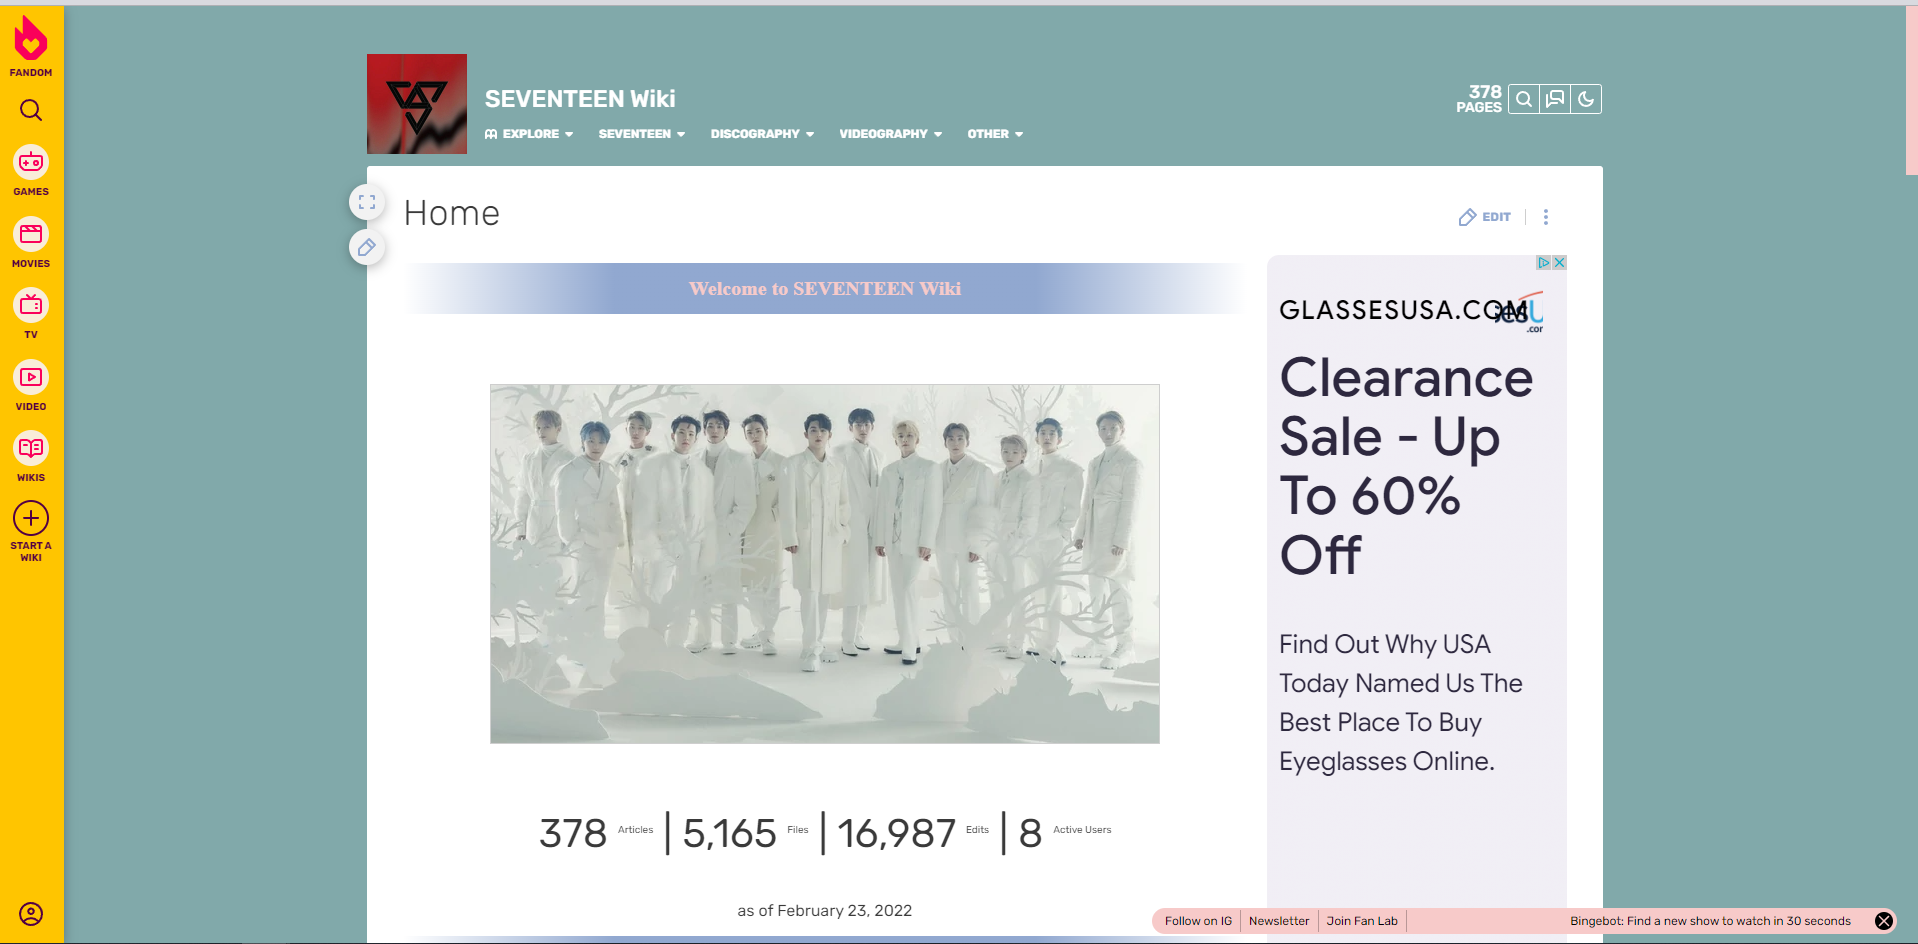 FANDOM
GAMES
MOVIES
TV
VIDEO
WIKIS
START A
WIKI
SEVENTEEN Wiki
EXPLORE
SEVENTEEN
DISCOGRAPHY
VIDEOGRAPHY
OTHER
378
PAGES
Home
EDIT
Welcome to SEVENTEEN Wiki
378 Articles
5,165 Files
16,987 Edits
8 Active Users
as of February 23, 2022
GLASSESUSA.COM
.com
Clearance
Sale - Up
To 60%
Off
Find Out Why USA
Today Named Us The
Best Place To Buy
Eyeglasses Online.
Follow on IG
Newsletter
Join Fan Lab
Bingebot: Find a new show to watch in 30 seconds